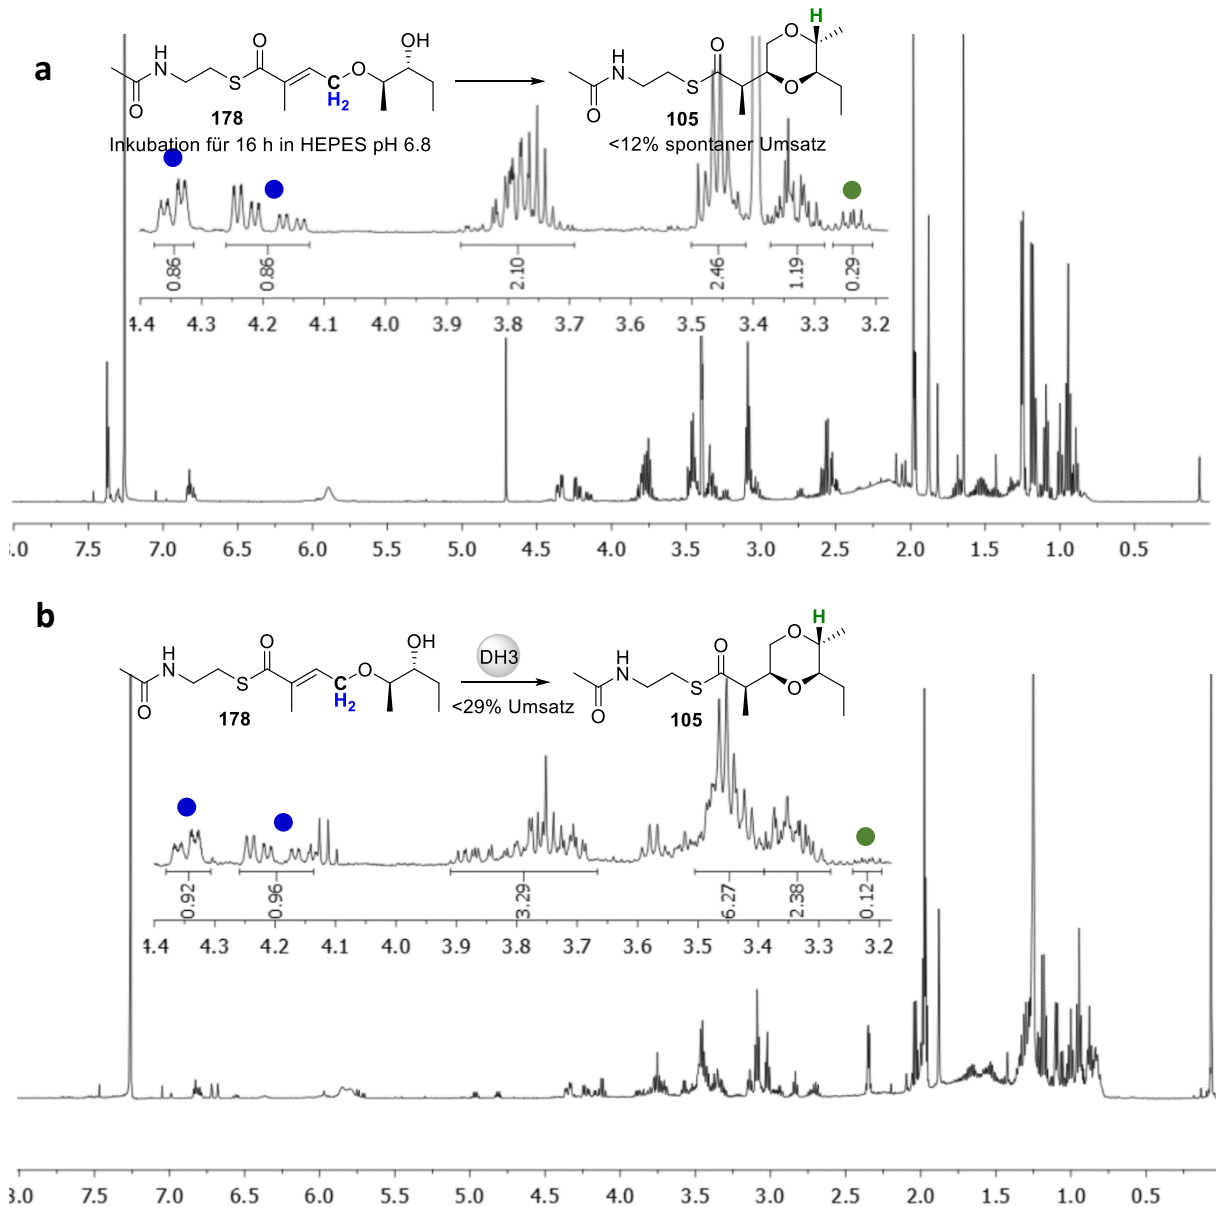 a
O
OH
H
N
S
O
O
C
H2
178
Inkubation für 16 h in HEPES pH 6.8
H
O
O
H
N
S
O
O
105
<12% spontaner Umsatz
0.86
0.86
2.10
2.46
1.19
0.29
4.4 4.3 4.2 4.1 4.0 3.9 3.8 3.7 3.6 3.5 3.4 3.3 3.2
7.5 7.0 6.5 6.0 5.5 5.0 4.5 4.0 3.5 3.0 2.5 2.0 1.5 1.0 0.5
b
O
OH
H
N
S
O
O
C
H2
178
DH3
<29% Umsatz
H
O
O
H
N
S
O
O
105
0.92
0.96
3.29
6.27
2.38
0.12
4.3 4.2 4.1 4.0 3.9 3.8 3.7 3.6 3.5 3.4 3.3 3.2
7.5 7.0 6.5 6.0 5.5 5.0 4.5 4.0 3.5 3.0 2.5 2.0 1.5 1.0 0.5